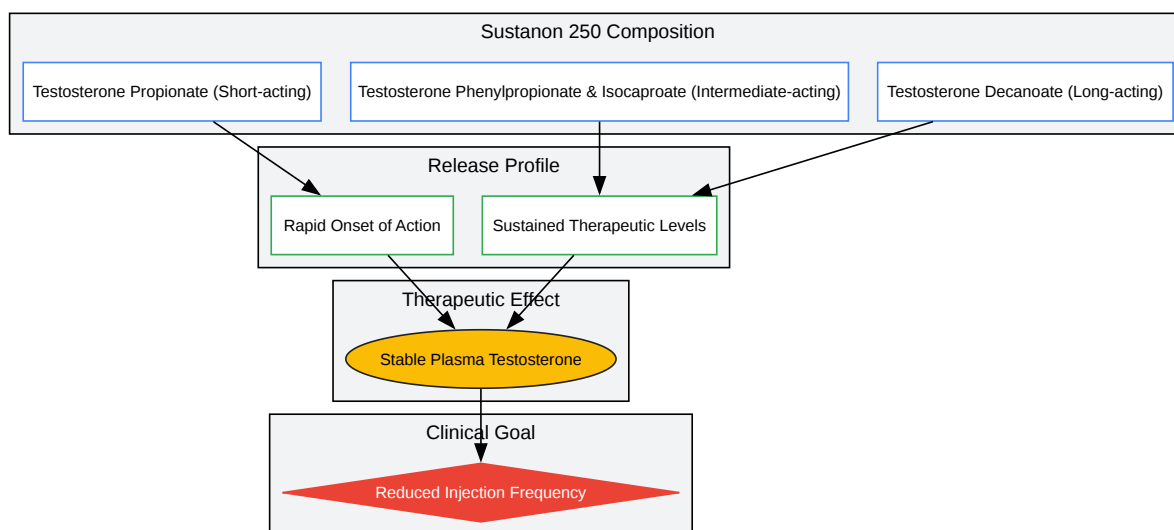 Sustanon 250 Composition
Testosterone Propionate (Short-acting)
Testosterone Phenylpropionate & Isocaproate (Intermediate-acting)
Testosterone Decanoate (Long-acting)
Release Profile
Rapid Onset of Action
Sustained Therapeutic Levels
Therapeutic Effect
Stable Plasma Testosterone
Clinical Goal
Reduced Injection Frequency